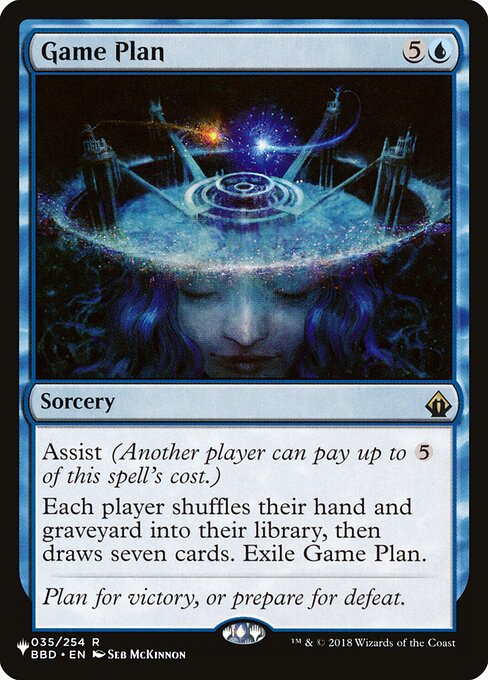 Game Plan 5
Sorcery
Assist (Another player can pay up to 5
of this spell's cost.)
Each player shuffles their hand and
graveyard into their library, then
draws seven cards. Exile Game Plan.
Plan for victory, or prepare for defeat.
035/254 R
BBD • EN Seb McKinnon
™ & © 2018 Wizards of the Coast